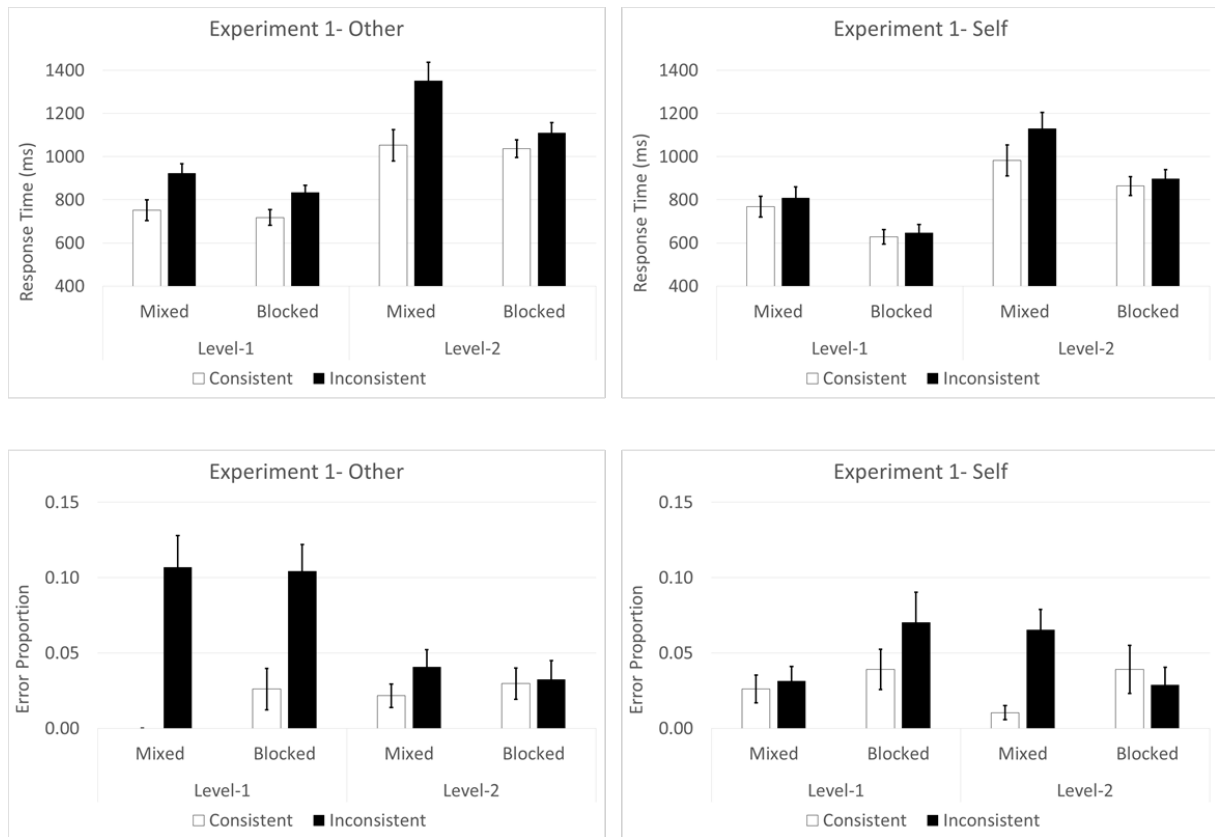 Experiment 1- Other
1400
1200
1000
800
600
400
Response Time (ms)
Mixed Blocked Mixed Blocked
Level-1 Level-2
Consistent Inconsistent
Experiment 1- Self
1400
1200
1000
800
600
400
Response Time (ms)
Mixed Blocked Mixed Blocked
Level-1 Level-2
Consistent Inconsistent
Experiment 1- Other
0.15
0.10
0.05
0.00
Error Proportion
Mixed Blocked Mixed Blocked
Level-1 Level-2
Consistent Inconsistent
Experiment 1- Self
0.15
0.10
0.05
0.00
Error Proportion
Mixed Blocked Mixed Blocked
Level-1 Level-2
Consistent Inconsistent